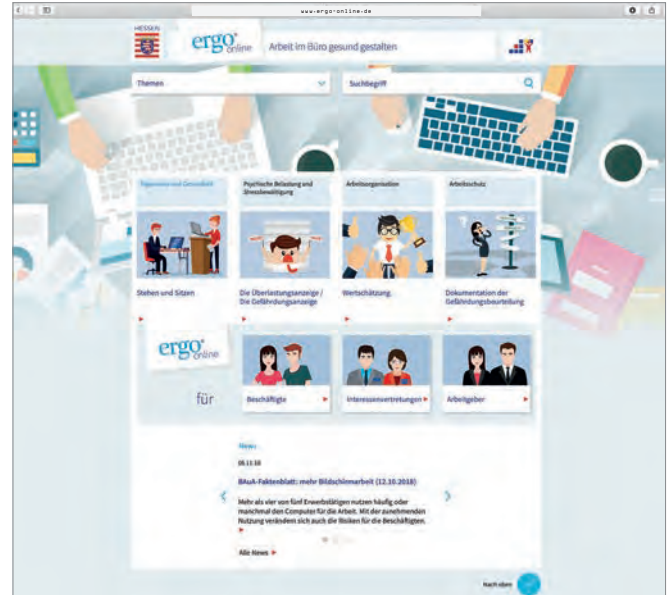 www.ergo-online.de
HESSEN
ergo online
Arbeit im Büro gesund gestalten
Themen
Suchbegriff
Ergonomie und Gesundheit
Psychische Belastung und
Stressbewältigung
Arbeitsorganisation
Arbeitsschutz
Stehen und Sitzen
Die Überlastungsanzeige /
Die Gefährdungsanzeige
Wertschätzung
Dokumentation der
Gefährdungsbeurteilung
ergo online
für
Beschäftigte
Interessenvertretungen
Arbeitgeber
News
08.11.18
BAuA-Faktenblatt: mehr Bildschirmarbeit (12.10.2018)
Mehr als vier von fünf Erwerbstätigen nutzen häufig oder
manchmal den Computer für die Arbeit. Mit der zunehmenden
Nutzung verändern sich auch die Risiken für die Beschäftigten.
Alle News
Nach oben